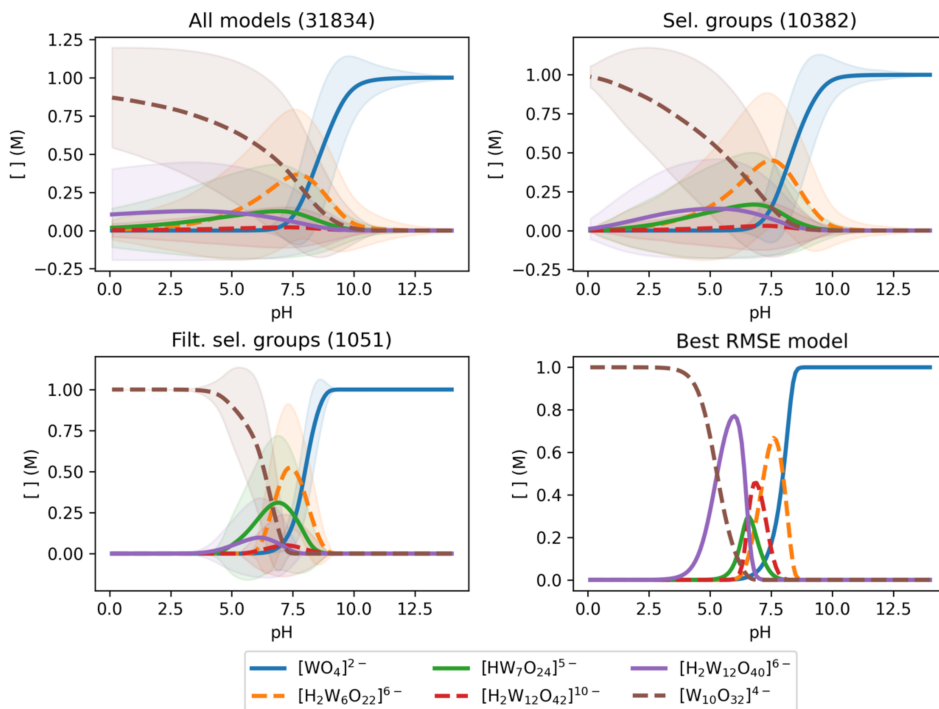 All models (31834)
1.25
1.00
0.75
0.50
0.25
0.00
−0.25
[ ] (M)
0.0 2.5 5.0 7.5 10.0 12.5
pH
Sel. groups (10382)
1.25
1.00
0.75
0.50
0.25
0.00
−0.25
[ ] (M)
0.0 2.5 5.0 7.5 10.0 12.5
pH
Filt. sel. groups (1051)
1.00
0.75
0.50
0.25
0.00
[ ] (M)
0.0 2.5 5.0 7.5 10.0 12.5
pH
Best RMSE model
1.0
0.8
0.6
0.4
0.2
0.0
[ ] (M)
0.0 2.5 5.0 7.5 10.0 12.5
pH
[WO₄]²⁻ [HW₇O₂₄]⁵⁻ [H₂W₁₂O₄₀]⁶⁻
[H₂W₆O₂₂]⁶⁻ [H₂W₁₂O₄₂]¹⁰⁻ [W₁₀O₃₂]⁴⁻